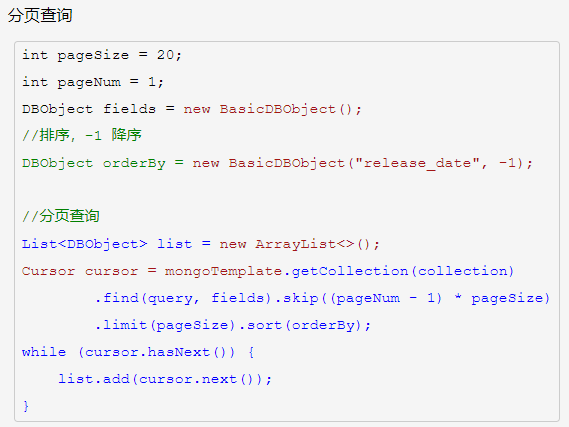 分页查询
int pageSize = 20;
int pageNum = 1;
DBObject fields = new BasicDBObject();
//排序，-1 降序
DBObject orderBy = new BasicDBObject("release_date", -1);
//分页查询
List<DBObject> list = new ArrayList<>();
Cursor cursor = mongoTemplate.getCollection(collection)
        .find(query, fields).skip((pageNum - 1) * pageSize)
        .limit(pageSize).sort(orderBy);
while (cursor.hasNext()) {
    list.add(cursor.next());
}